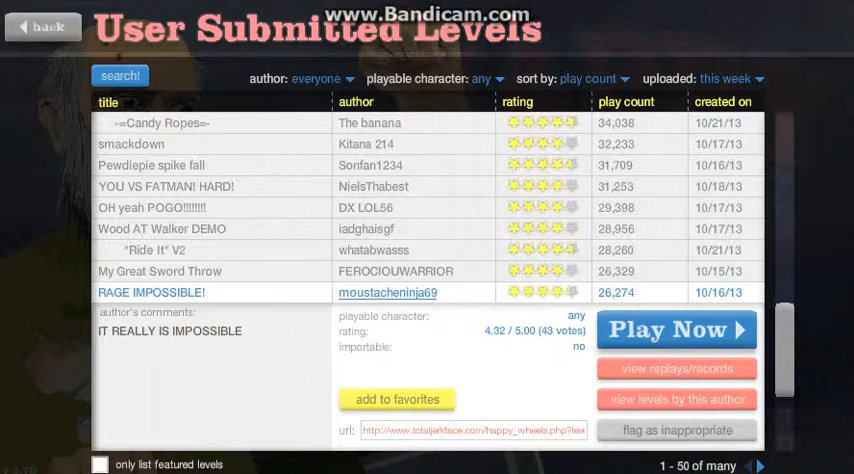 www.Bandicam.com
back
User Submitted Levels
search!
author: everyone playable character: any sort by: play count uploaded: this week
title author rating play count created on
-=Candy Ropes=- The banana 34,038 10/21/13
smackdown Kitana 214 32,233 10/17/13
Pewdiepie spike fall Sonfan1234 31,709 10/16/13
YOU VS FATMAN! HARD! NielsThabest 31,253 10/18/13
OH yeah POGO!!!!!!!! DX LOL56 29,398 10/17/13
Wood AT Walker DEMO iadghaisgf 28,956 10/17/13
*Ride It* V2 whatabwasss 28,260 10/21/13
My Great Sword Throw FEROCIOUWARRIOR 26,329 10/15/13
RAGE IMPOSSIBLE! moustacheninja69 26,274 10/16/13
author's comments:
IT REALLY IS IMPOSSIBLE
playable character: any
rating: 4.32 / 5.00 (43 votes)
importable: no
Play Now
view replays/records
add to favorites
view levels by this author
url: http://www.totaljerkface.com/happy_wheels.php?lev
flag as inappropriate
only list featured levels
1 - 50 of many